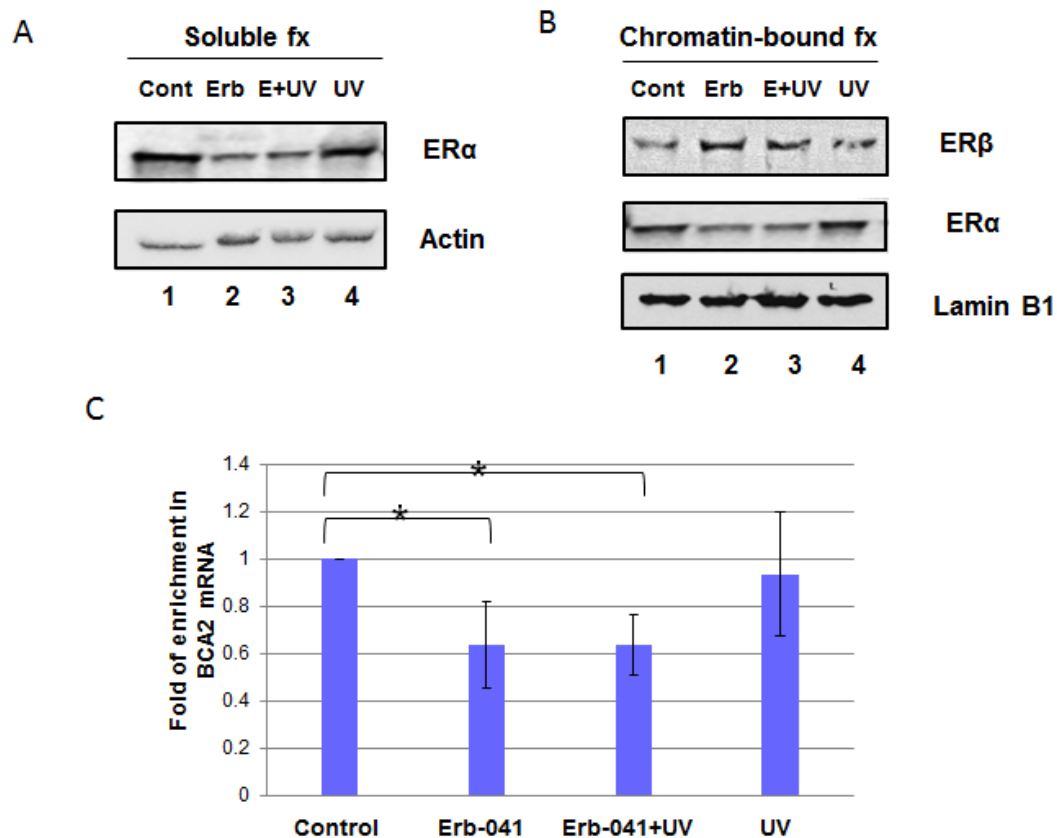 A
Soluble fx
Cont Erb E+UV UV
ERα
Actin
1 2 3 4
B
Chromatin-bound fx
Cont Erb E+UV UV
ERβ
ERα
Lamin B1
1 2 3 4
C
Fold of enrichment in
BCA2 mRNA
1.4
1.2
1
0.8
0.6
0.4
0.2
0
*
*
Control Erb-041 Erb-041+UV UV